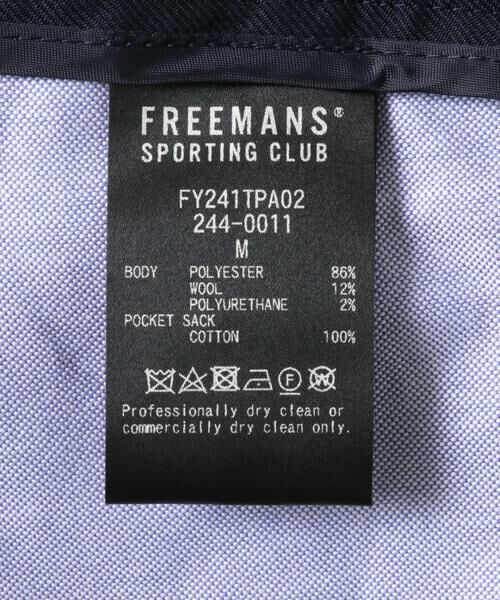 FREEMANS®
SPORTING CLUB
FY241TPA02
244-0011
M
BODY POLYESTER 86%
WOOL 12%
POLYURETHANE 2%
POCKET SACK
COTTON 100%
F W
Professionally dry clean or
commercially dry clean only.